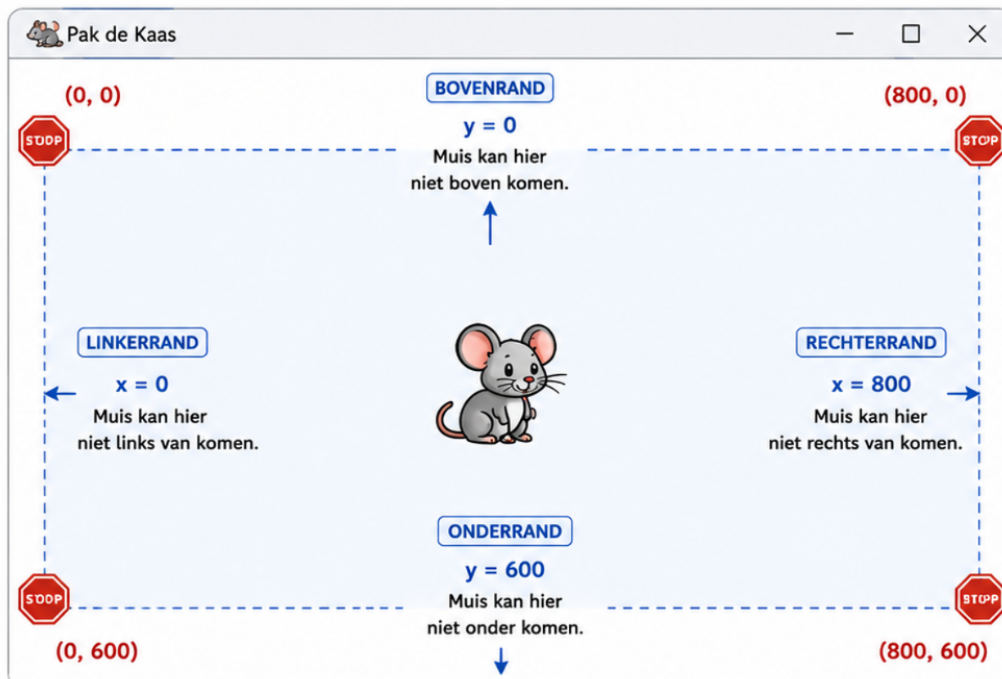 Pak de Kaas
(0, 0)
BOVENRAND
(800, 0)
y = 0
STOP
Muis kan hier
niet boven komen.
LINKERRAND
x = 0
Muis kan hier
niet links van komen.
RECHTERRAND
x = 800
Muis kan hier
niet rechts van komen.
ONDERRAND
y = 600
Muis kan hier
niet onder komen.
(0, 600)
(800, 600)